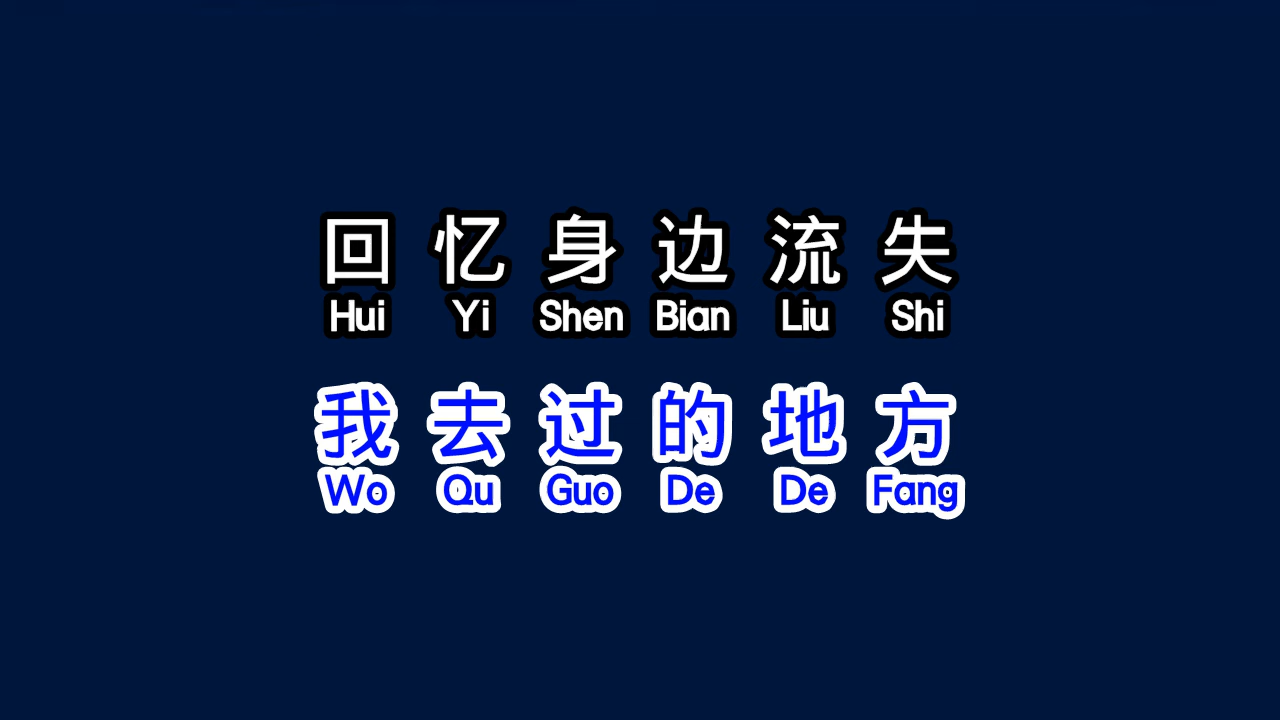 回 忆 身 边 流 失
Hui Yi Shen Bian Liu Shi
我 去 过 的 地 方
Wo Qu Guo De De Fang